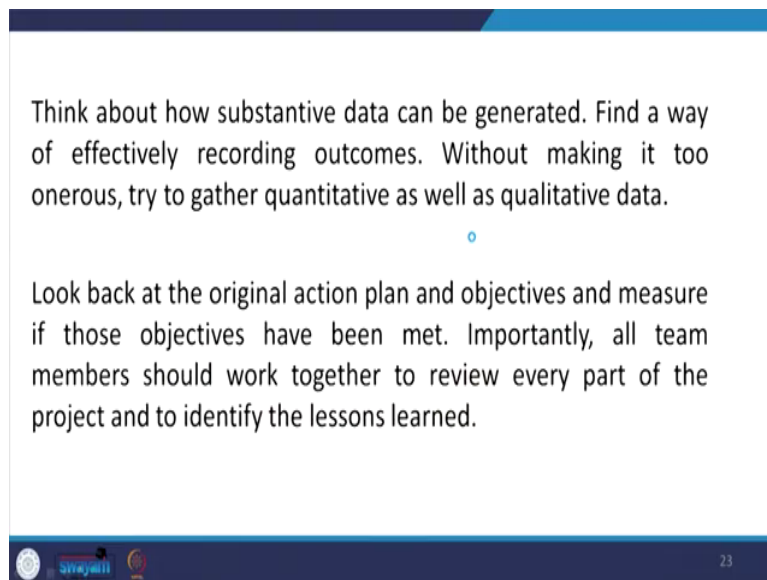 Think about how substantive data can be generated. Find a way
of effectively recording outcomes. Without making it too
onerous, try to gather quantitative as well as qualitative data.
Look back at the original action plan and objectives and measure
if those objectives have been met. Importantly, all team
members should work together to review every part of the
project and to identify the lessons learned.
swayam
23